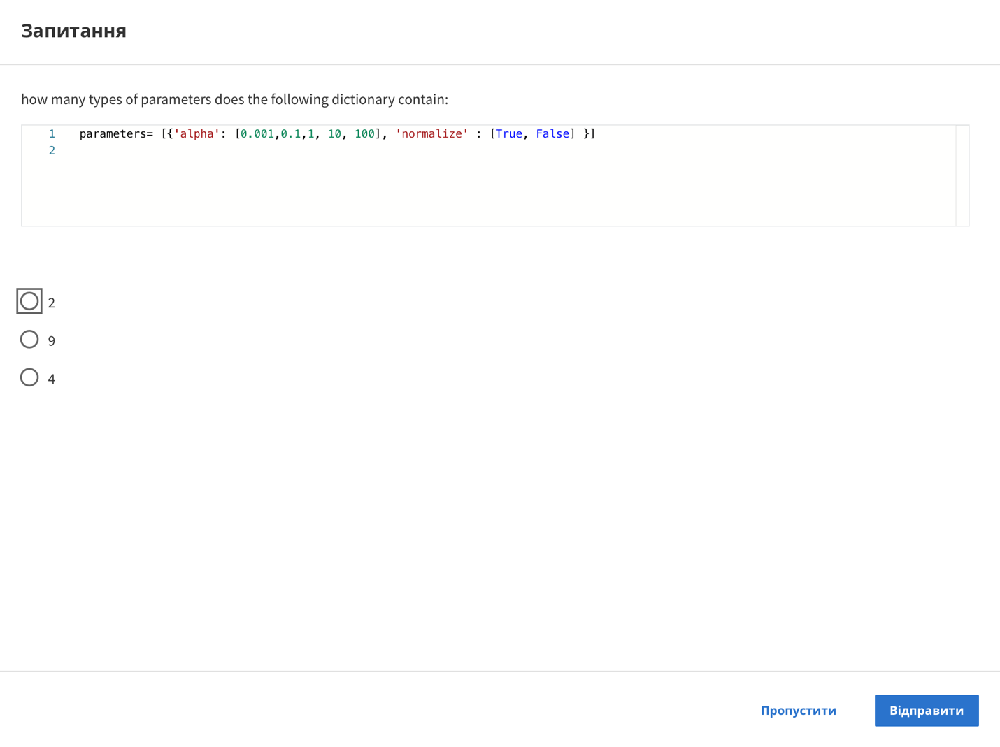 Запитання
how many types of parameters does the following dictionary contain:
1 parameters= [{'alpha': [0.001,0.1,1, 10, 100], 'normalize' : [True, False] }]
2
2
9
4
Пропустити Відправити